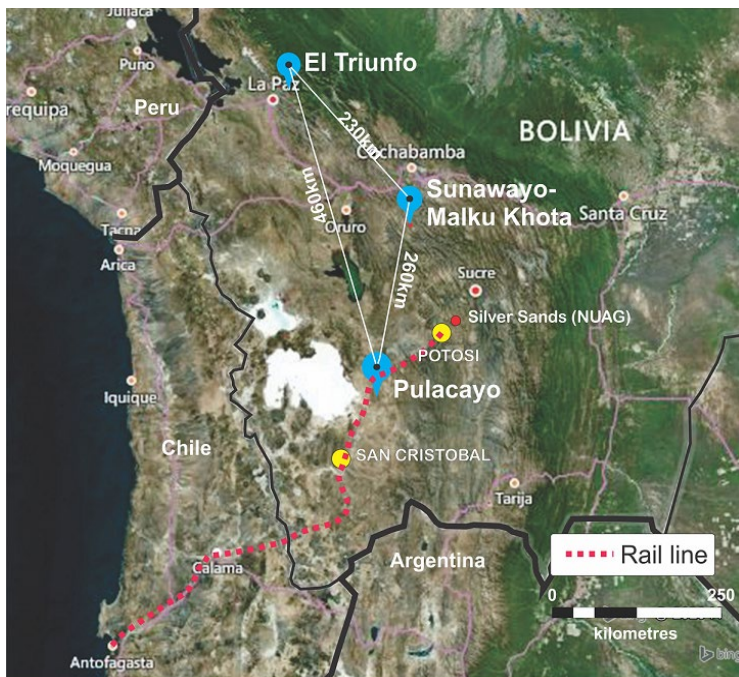 Juliaca
Puno
El Triunfo
La Paz
requipa
Peru
BOLIVIA
230km
Cochabamba
Moquegua
460km
Sunawayo-
Malku Khota
Santa Cruz
Oruro
Tacna
Arica
260km
Sucre
Silver Sands (NUAG)
POTOSI
Pulacayo
Iquique
Chile
SAN CRISTOBAL
Tarija
Rail line
Argentina
Calama
0
250
kilometres
Antofagasta
bing